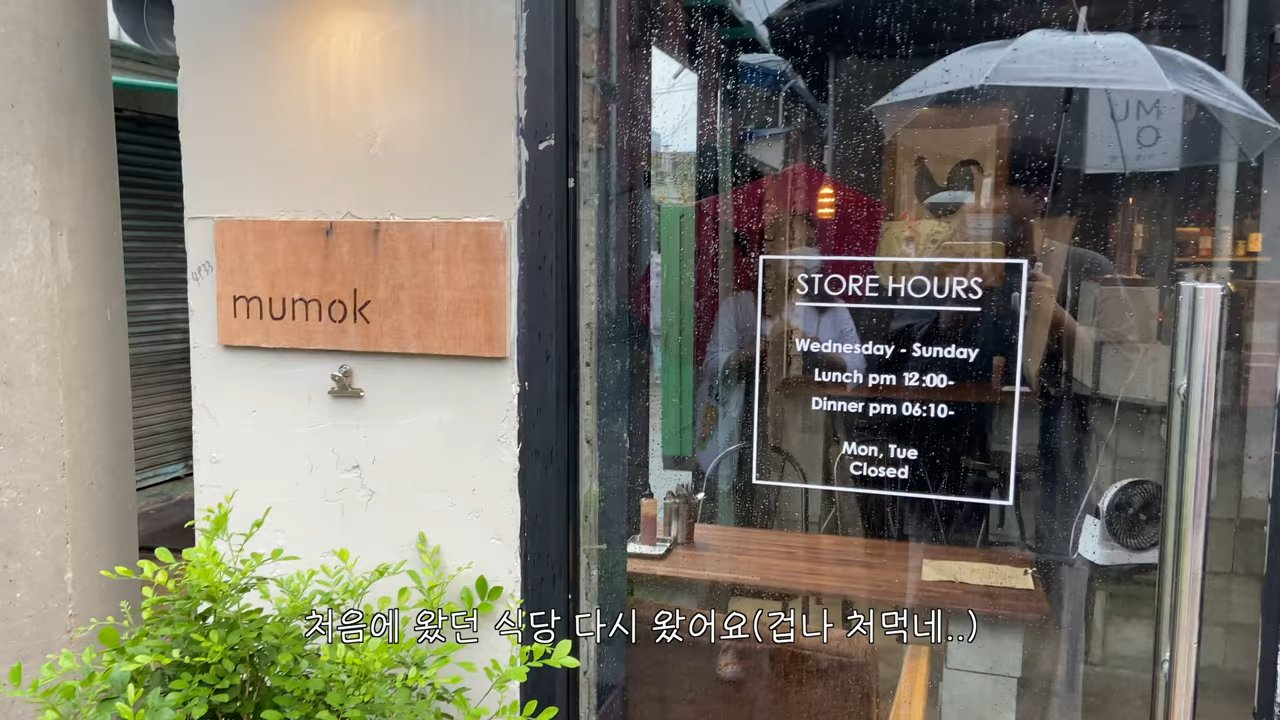 mumok
UM
O
STORE HOURS
Wednesday - Sunday
Lunch pm 12:00-
Dinner pm 06:10-
Mon, Tue
Closed
처음에 왔던 식당 다시 왔어요(겁나 처먹네..)